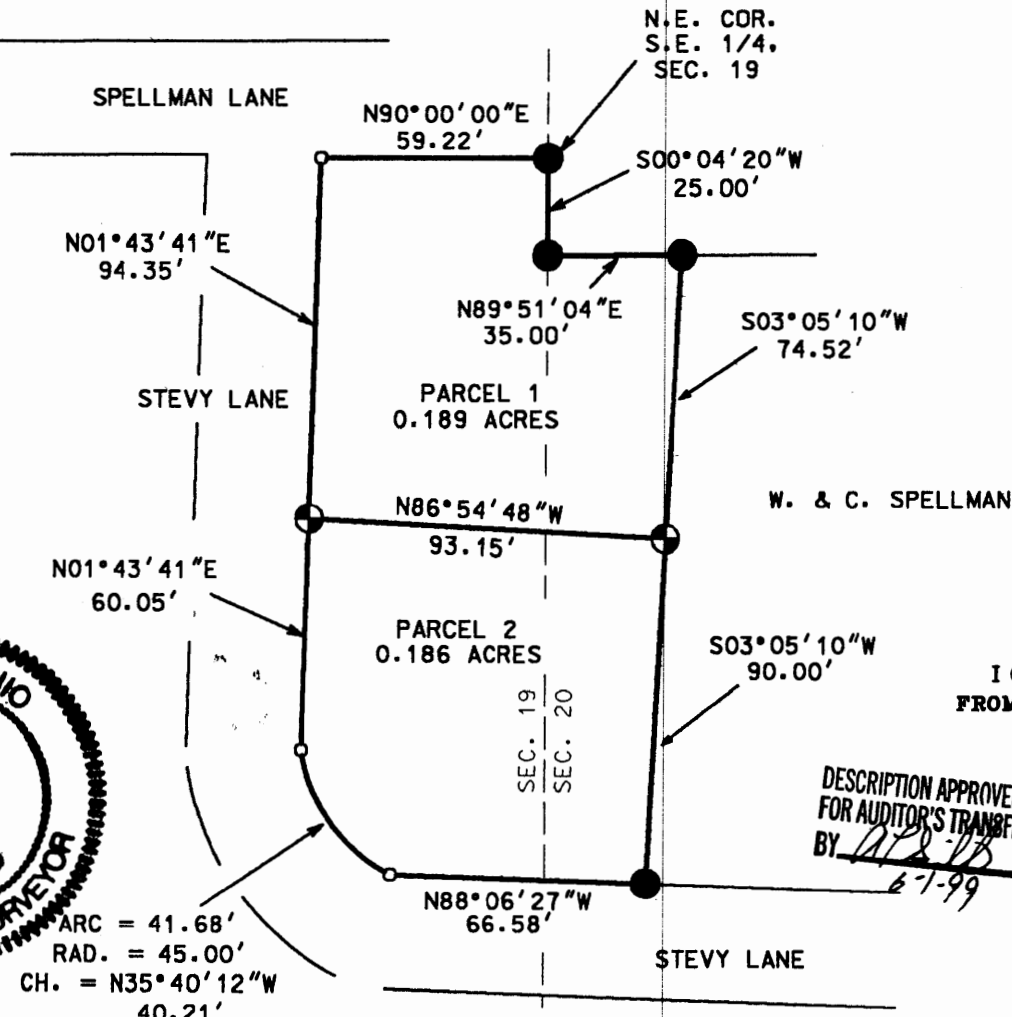 N.E. COR.
S.E. 1/4.
SEC. 19
SPELLMAN LANE
N90°00'00"E
59.22'
S00°04'20"W
25.00'
N01°43'41"E
94.35'
N89°51'04"E
35.00'
S03°05'10"W
74.52'
STEVY LANE
PARCEL 1
0.189 ACRES
W. & C. SPELLMAN
N86°54'48"W
93.15'
N01°43'41"E
60.05'
PARCEL 2
0.186 ACRES
S03°05'10"W
90.00'
SEC. 19
SEC. 20
FROM
DESCRIPTION APPROVE
FOR AUDITOR'S TRANSF
BY
6-1-99
N88°06'27"W
66.58'
ARC = 41.68'
RAD. = 45.00'
CH. = N35°40'12"W
40.21'
STEVY LANE